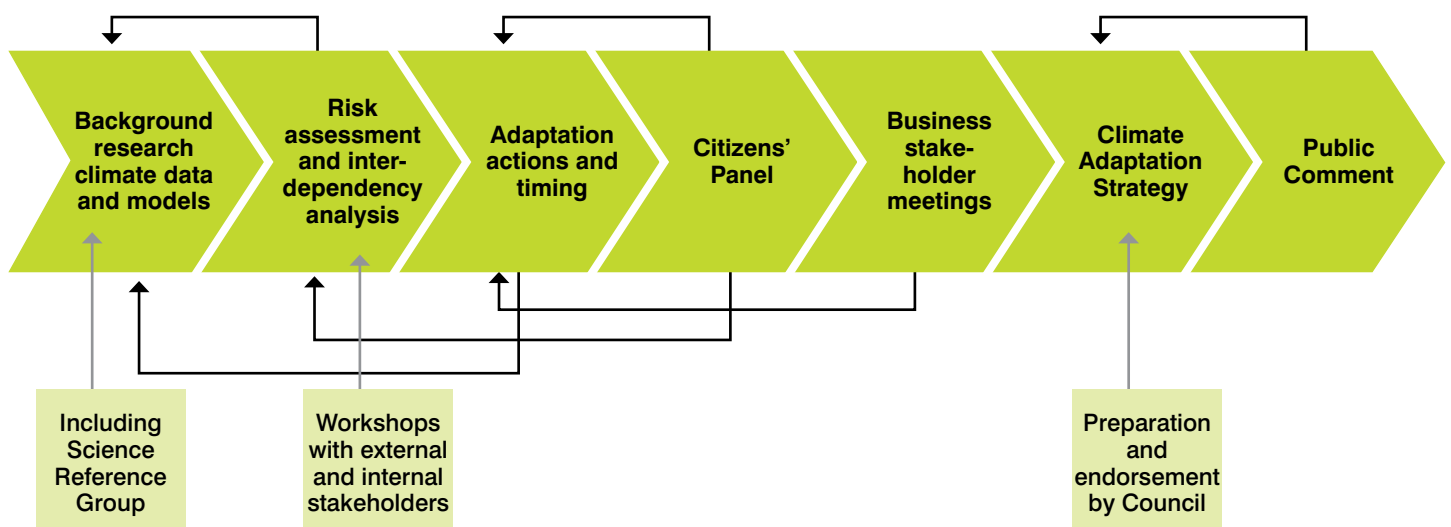 Background
research
climate data
and models
Risk
assessment
and inter-
dependency
analysis
Adaptation
actions and
timing
Citizens'
Panel
Business
stake-
holder
meetings
Climate
Adaptation
Strategy
Public
Comment
Including
Science
Reference
Group
Workshops
with external
and internal
stakeholders
Preparation
and
endorsement
by Council